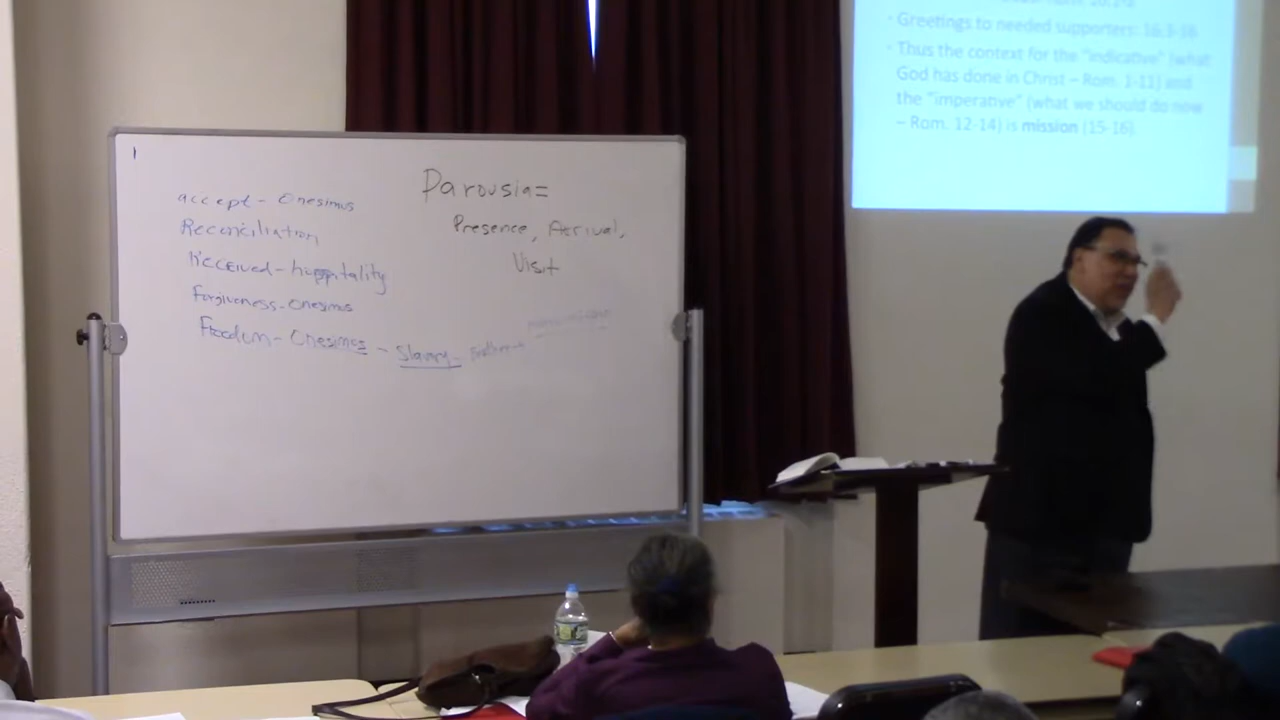 accept - Onesimus
Reconciliation
Received - hospitality
Forgiveness - Onesimus
Freedom - Onesimus - Slavery -
Parousia =
Presence, Arrival,
Visit
• Greetings to needed supporters: 16:3-16
• Thus the context for the "indicative" (what
God has done in Christ – Rom. 1-11) and
the "imperative" (what we should do now
– Rom. 12-14) is mission (15-16)